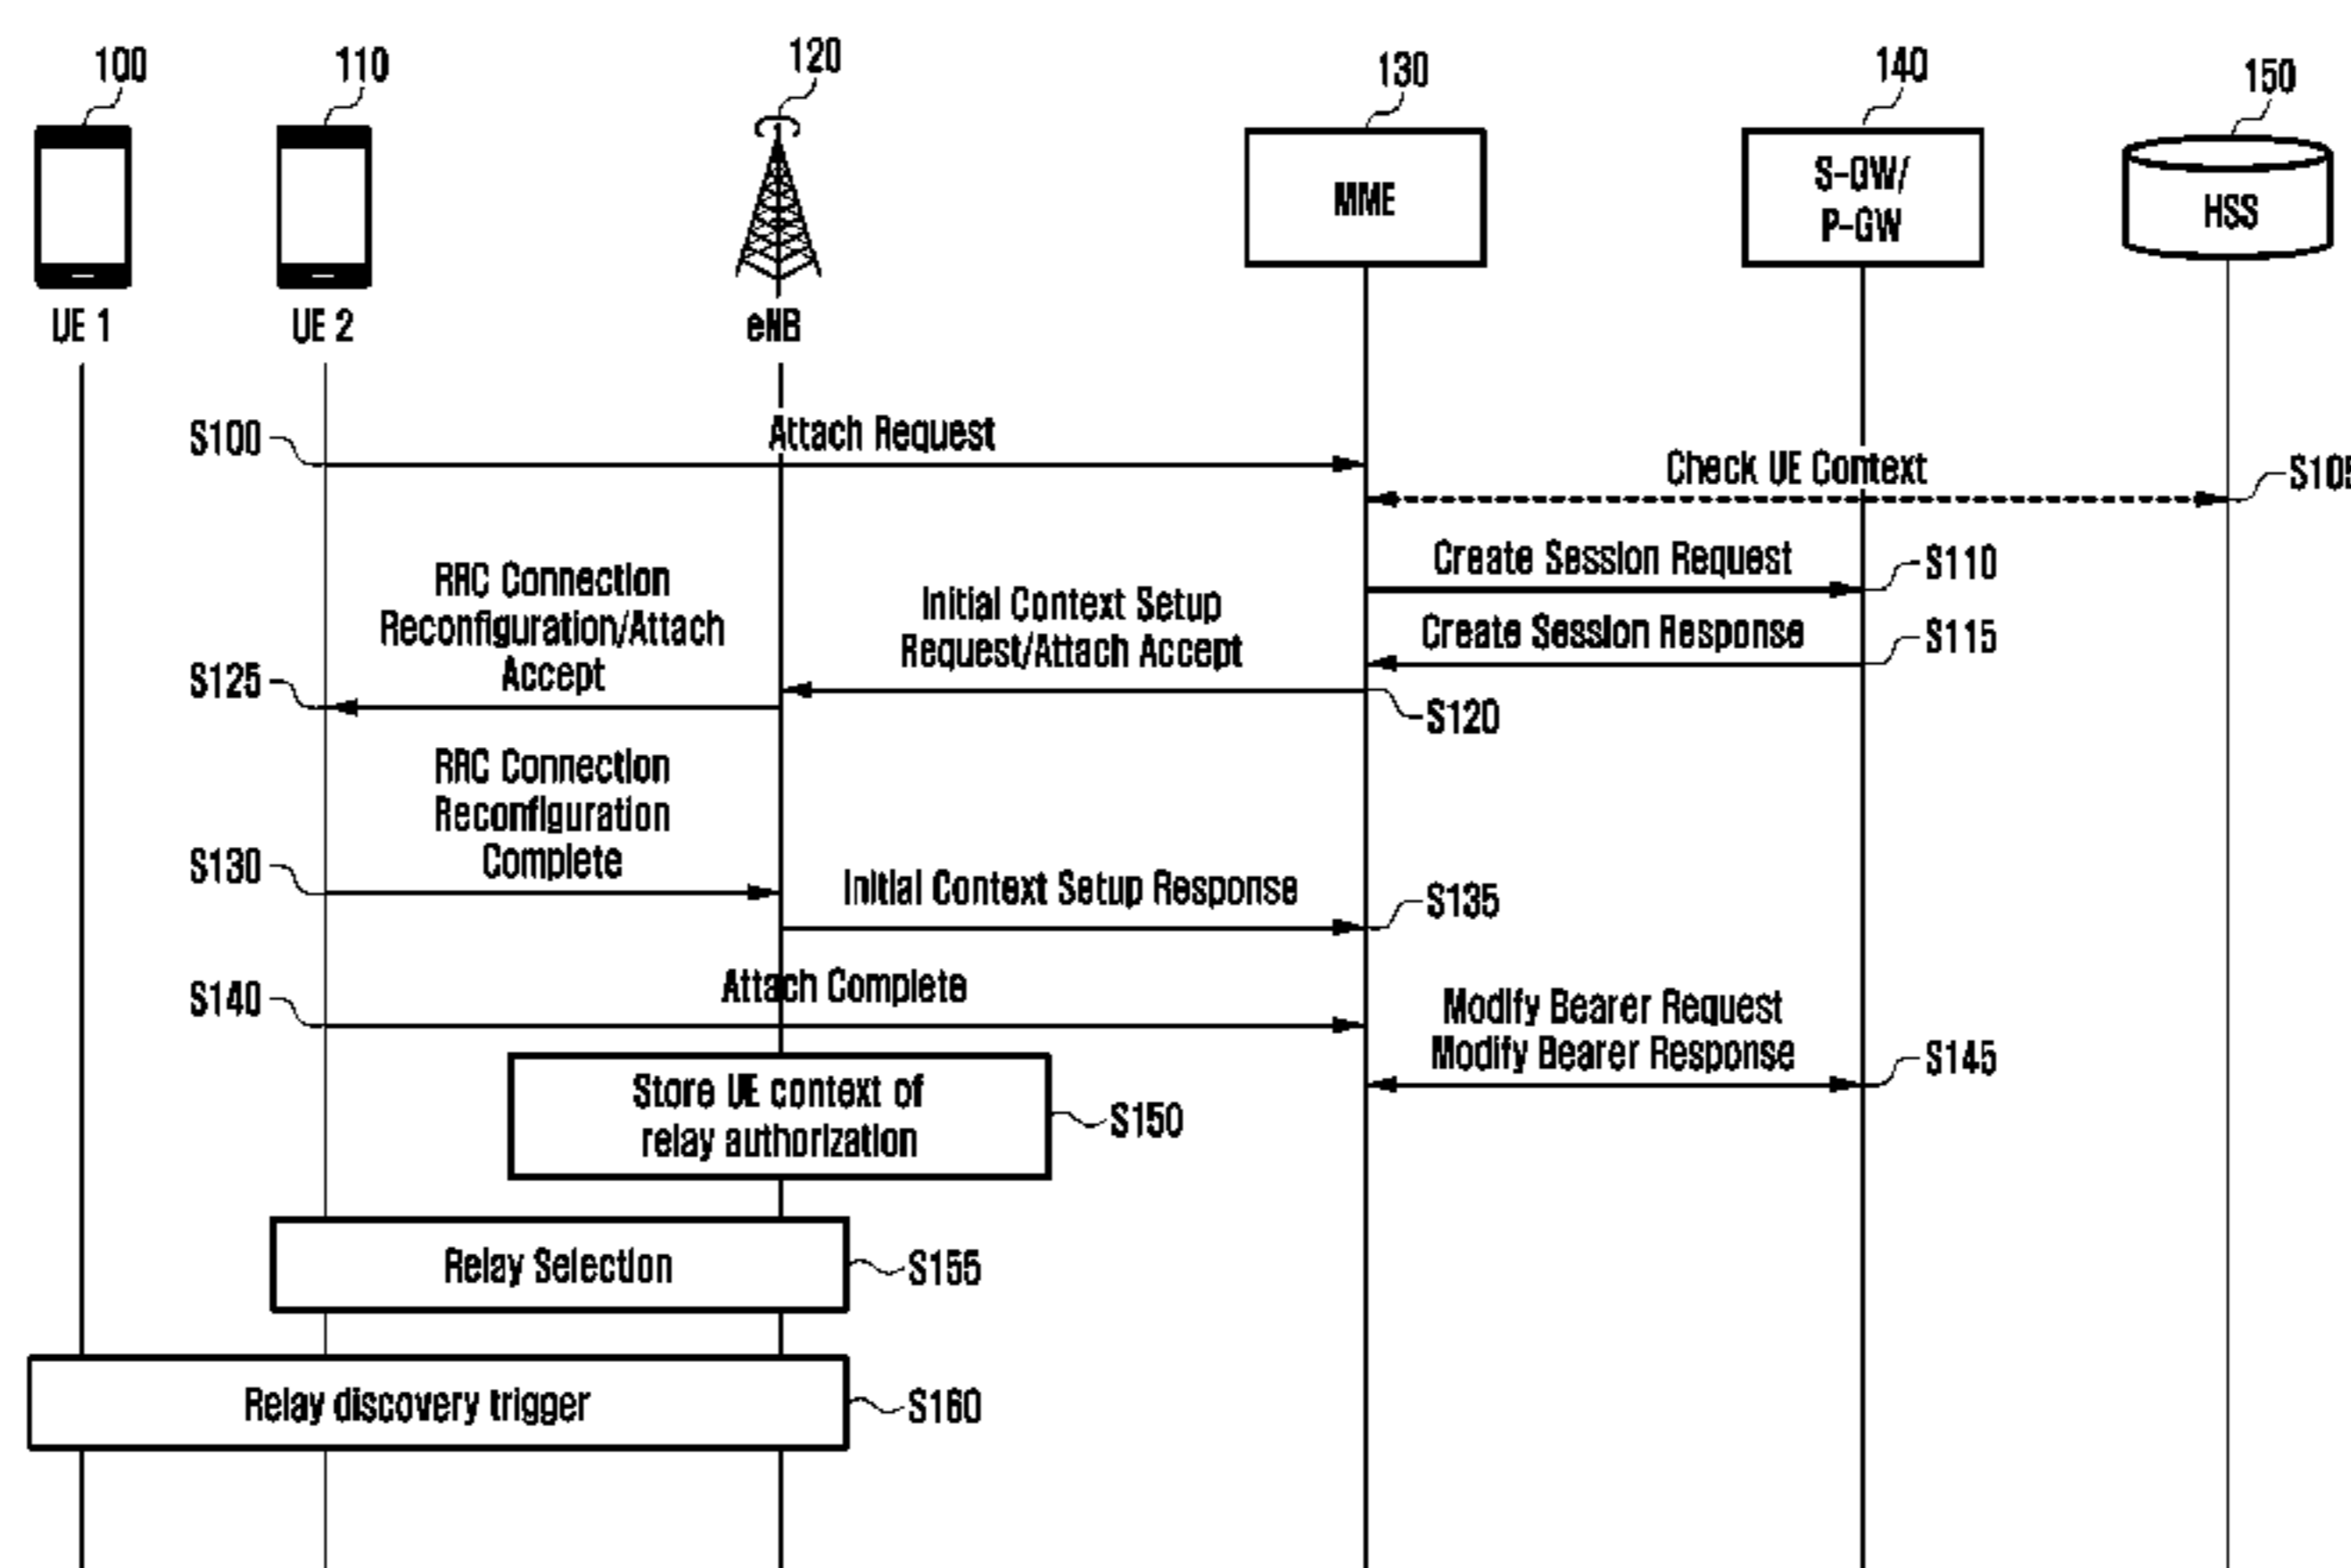 100
110
120
130
140
150
MME
S-GW/
P-GW
HSS
UE 1
UE 2
eNB
S100
Attach Request
Check UE Context
S105
Create Session Request
S110
RRC Connection
Reconfiguration/Attach
Accept
Initial Context Setup
Request/Attach Accept
Create Session Response
S115
S125
S120
RRC Connection
Reconfiguration
Complete
S130
Initial Context Setup Response
S135
S140
Attach Complete
Modify Bearer Request
Modify Bearer Response
S145
Store UE context of
relay authorization
S150
Relay Selection
S155
Relay discovery trigger
S160